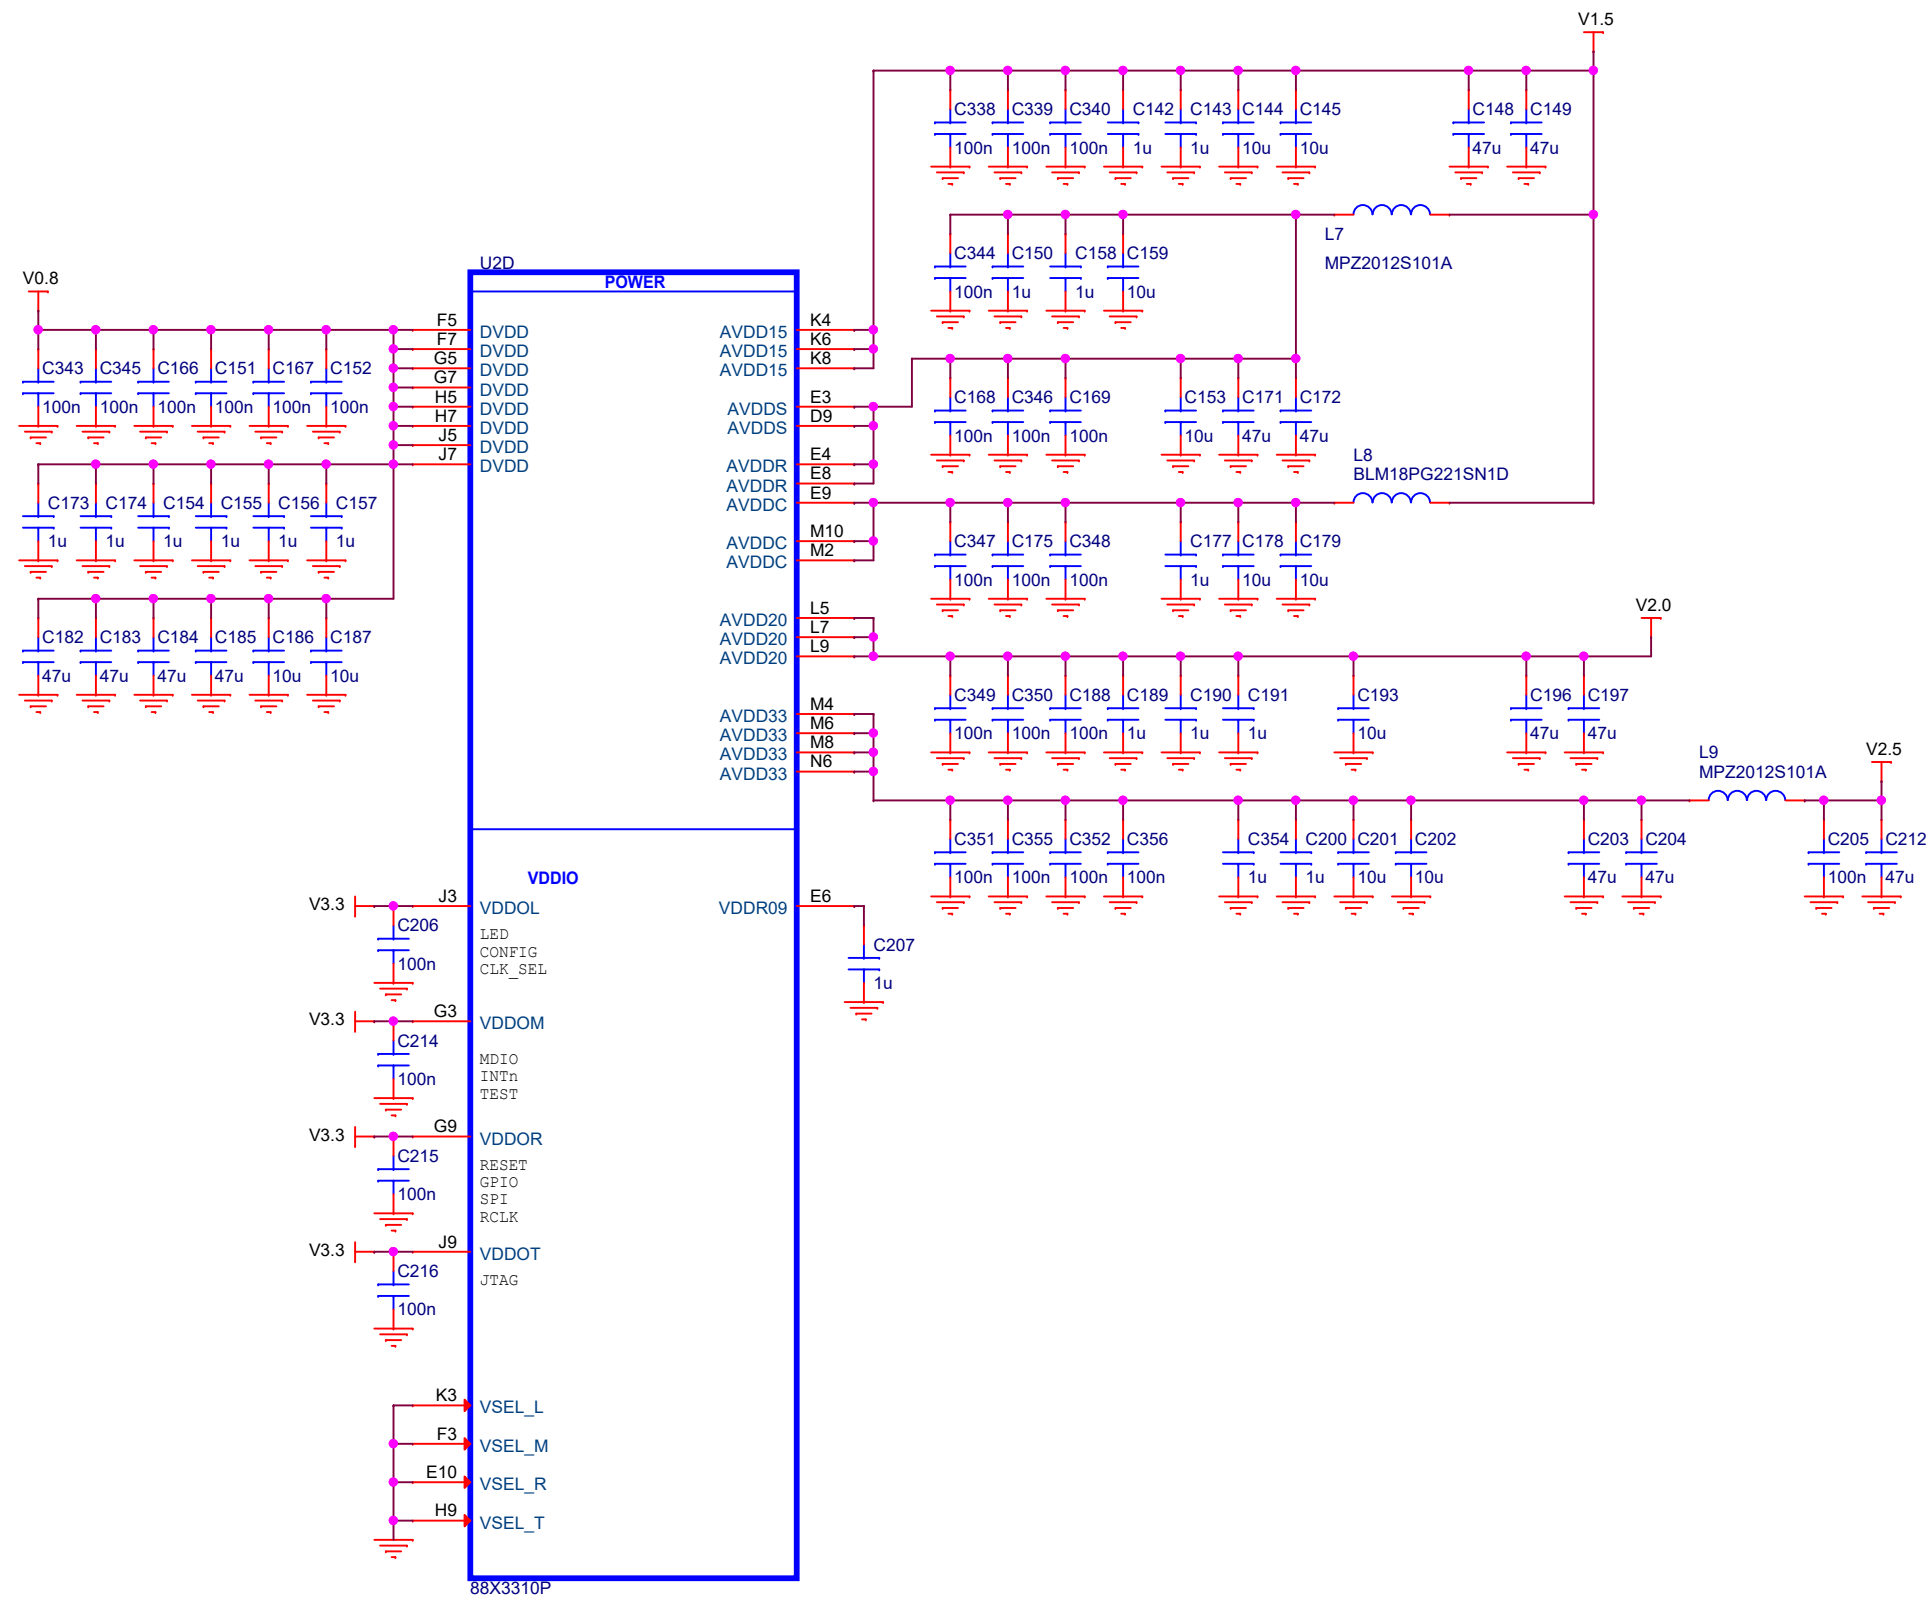 V1.5
C338 C339 C340 C142 C143 C144 C145 C148 C149
100n 100n 100n 1u 1u 10u 10u 47u 47u
L7
MPZ2012S101A
C344 C150 C158 C159
100n 1u 1u 10u
U2D
POWER
V0.8
F5 DVDD
F7 DVDD
G5 DVDD
G7 DVDD
H5 DVDD
H7 DVDD
J5 DVDD
J7 DVDD
C343 C345 C166 C151 C167 C152
100n 100n 100n 100n 100n 100n
C173 C174 C154 C155 C156 C157
1u 1u 1u 1u 1u 1u
C182 C183 C184 C185 C186 C187
47u 47u 47u 47u 10u 10u
AVDD15 K4
AVDD15 K6
AVDD15 K8
AVDDS E3
AVDDS D9
AVDDR E4
AVDDR E8
AVDDC E9
AVDDC M10
AVDDC M2
AVDD20 L5
AVDD20 L7
AVDD20 L9
AVDD33 M4
AVDD33 M6
AVDD33 M8
AVDD33 N6
C168 C346 C169 C153 C171 C172
100n 100n 100n 10u 47u 47u
L8
BLM18PG221SN1D
C347 C175 C348 C177 C178 C179
100n 100n 100n 1u 10u 10u
V2.0
C349 C350 C188 C189 C190 C191 C193 C196 C197
100n 100n 100n 1u 1u 1u 10u 47u 47u
L9
MPZ2012S101A
V2.5
C351 C355 C352 C356 C354 C200 C201 C202 C203 C204 C205 C212
100n 100n 100n 100n 1u 1u 10u 10u 47u 47u 100n 47u
VDDIO
V3.3 J3 VDDOL
C206
100n
LED
CONFIG
CLK_SEL
VDDR09 E6
C207
1u
V3.3 G3 VDDOM
C214
100n
MDIO
INTn
TEST
V3.3 G9 VDDOR
C215
100n
RESET
GPIO
SPI
RCLK
V3.3 J9 VDDOT
C216
100n
JTAG
K3 VSEL_L
F3 VSEL_M
E10 VSEL_R
H9 VSEL_T
88X3310P